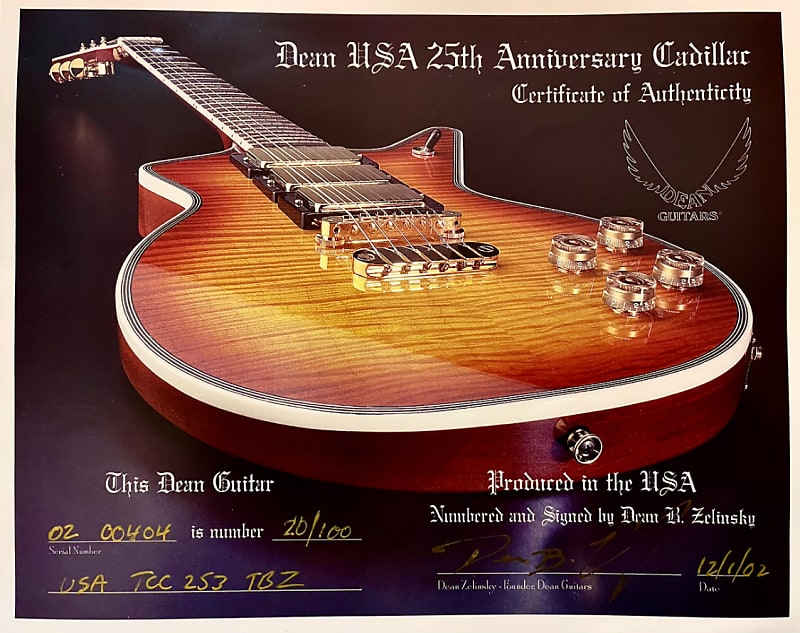 Dean USA 25th Anniversary Cadillac
Certificate of Authenticity
DEAN
GUITARS®
This Dean Guitar
02 00404 is number 20/100
Serial Number
USA TCC 253 TBZ
Produced in the USA
Numbered and Signed by Dean B. Zelinsky
Dean Zelinsky - Founder, Dean Guitars
12/1/02
Date